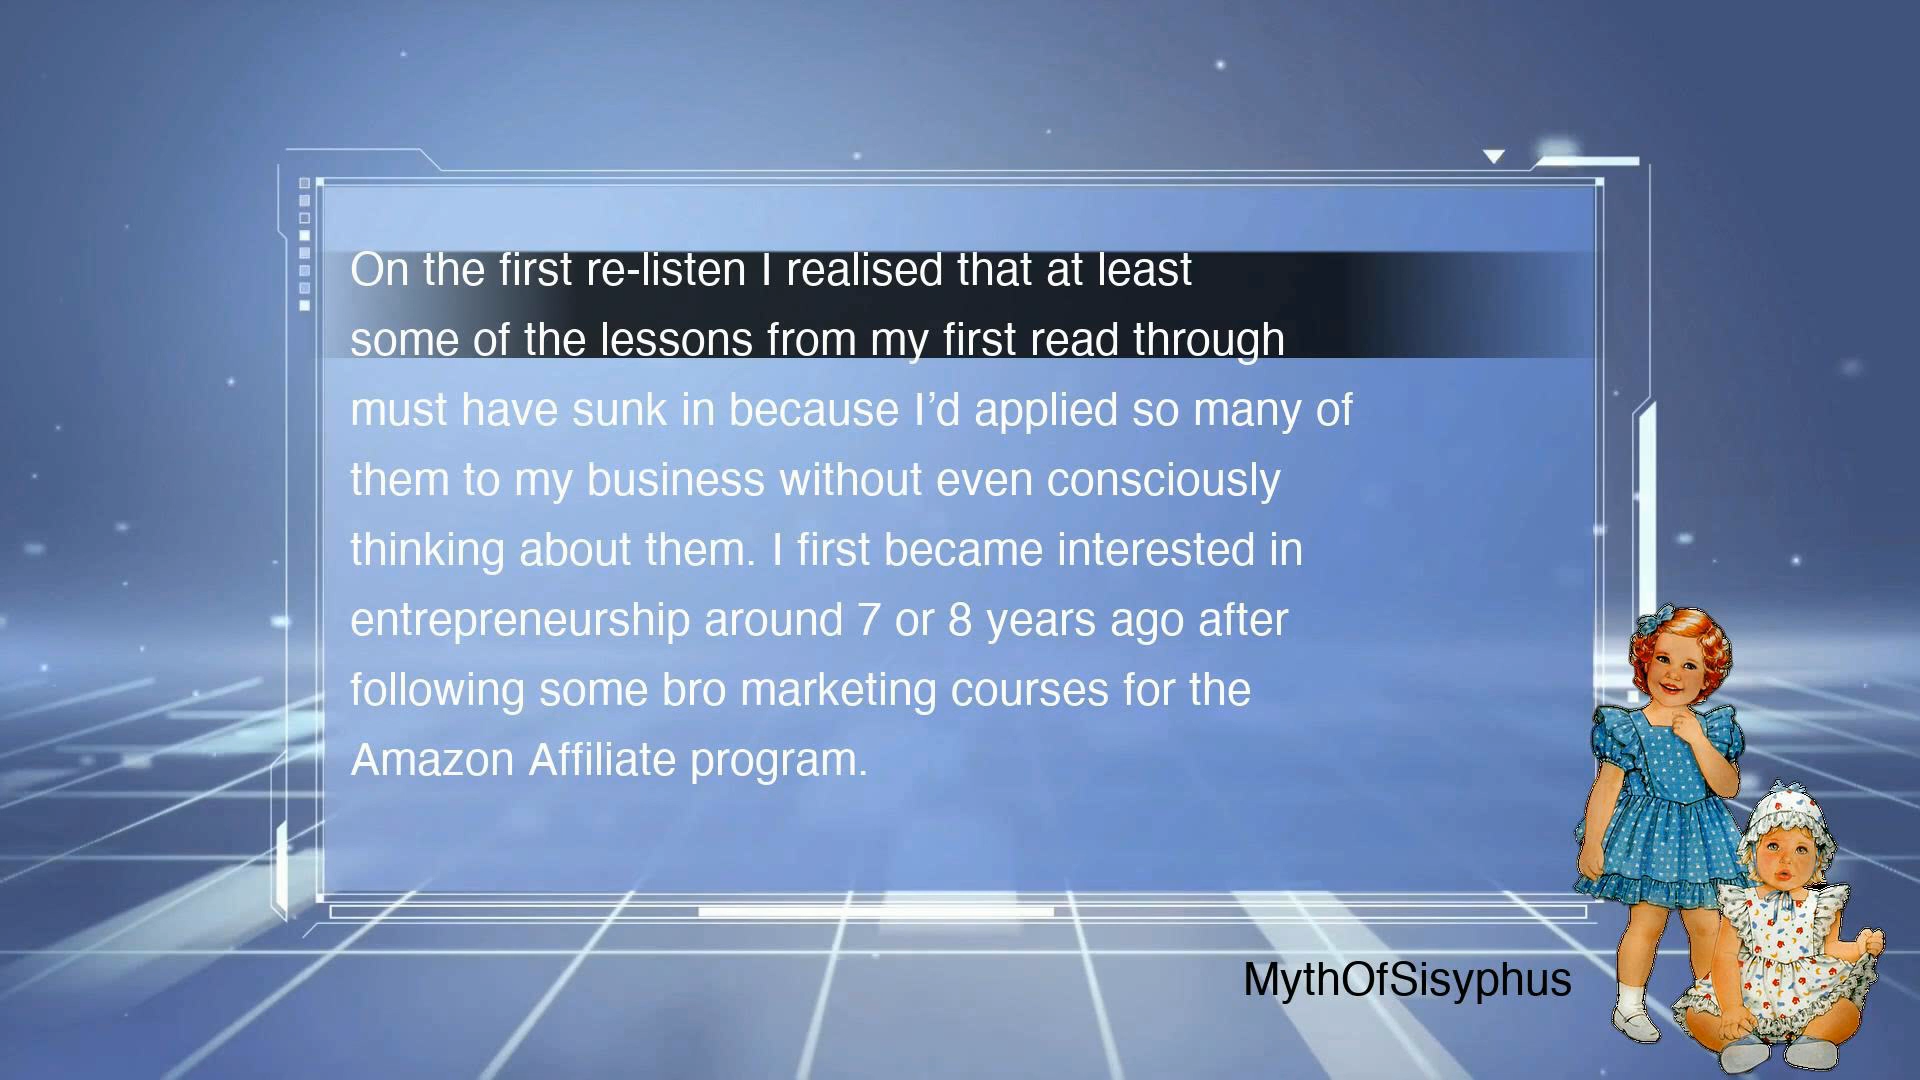 On the first re-listen I realised that at least
some of the lessons from my first read through
must have sunk in because I’d applied so many of
them to my business without even consciously
thinking about them. I first became interested in
entrepreneurship around 7 or 8 years ago after
following some bro marketing courses for the
Amazon Affiliate program.
MythOfSisyphus